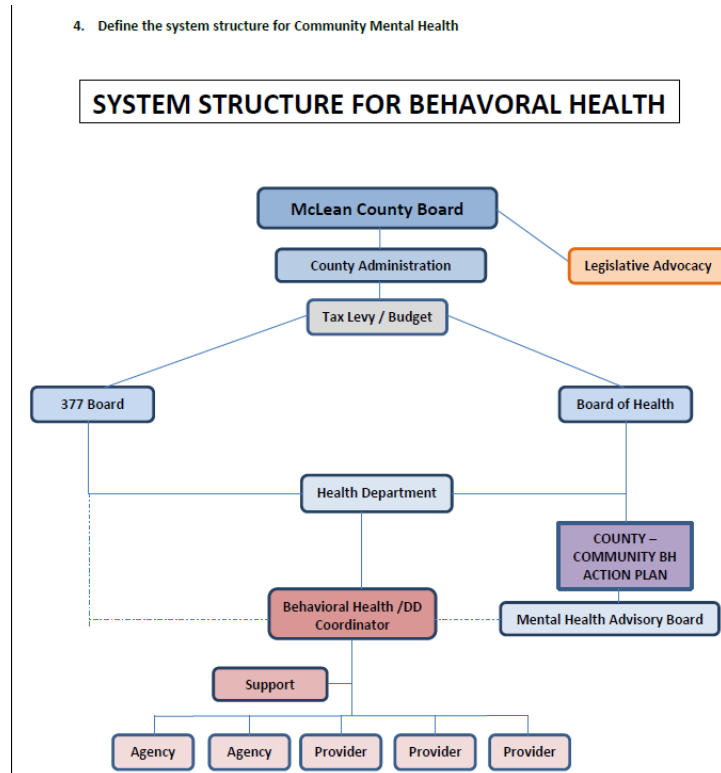 4. Define the system structure for Community Mental Health
SYSTEM STRUCTURE FOR BEHAVORAL HEALTH
McLean County Board
County Administration
Legislative Advocacy
Tax Levy / Budget
377 Board
Board of Health
Health Department
COUNTY –
COMMUNITY BH
ACTION PLAN
Behavioral Health /DD
Coordinator
Mental Health Advisory Board
Support
Agency
Agency
Provider
Provider
Provider